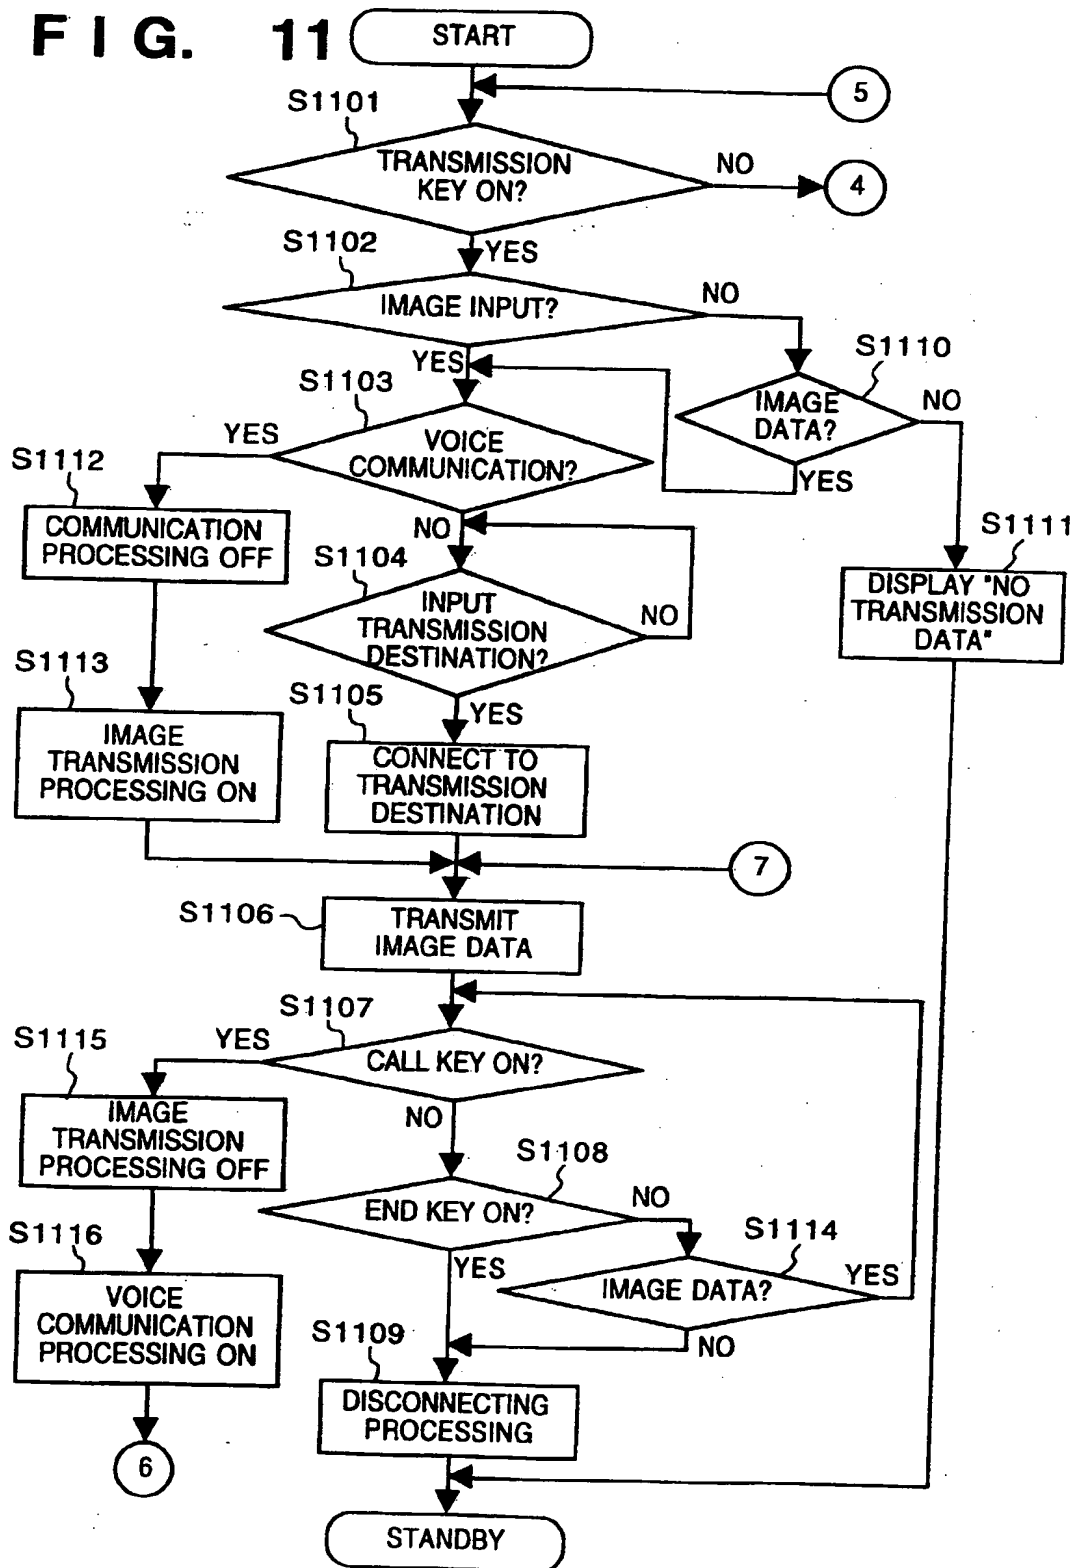 FIG. 11
START
5
S1101
TRANSMISSION
KEY ON?
NO
4
YES
S1102
IMAGE INPUT?
NO
YES
S1110
IMAGE
DATA?
NO
YES
S1103
VOICE
COMMUNICATION?
YES
NO
S1112
COMMUNICATION
PROCESSING OFF
S1104
INPUT
TRANSMISSION
DESTINATION?
NO
YES
S1111
DISPLAY "NO
TRANSMISSION
DATA"
S1113
IMAGE
TRANSMISSION
PROCESSING ON
S1105
CONNECT TO
TRANSMISSION
DESTINATION
7
S1106
TRANSMIT
IMAGE DATA
S1107
CALL KEY ON?
YES
NO
S1115
IMAGE
TRANSMISSION
PROCESSING OFF
S1108
END KEY ON?
NO
YES
S1114
IMAGE DATA?
YES
NO
S1116
VOICE
COMMUNICATION
PROCESSING ON
S1109
DISCONNECTING
PROCESSING
6
STANDBY